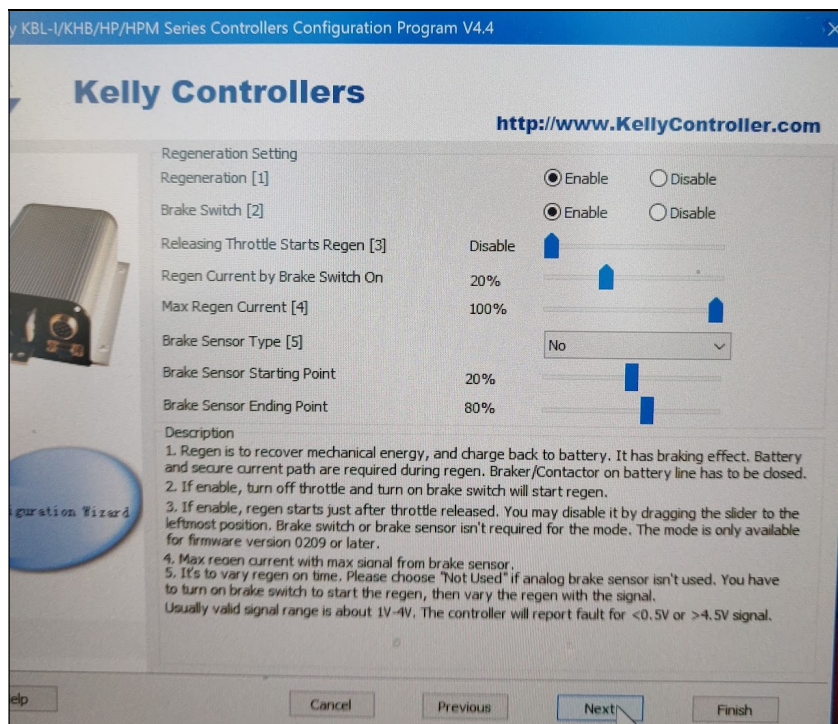 y KBL-I/KHB/HP/HPM Series Controllers Configuration Program V4.4
Kelly Controllers
http://www.KellyController.com
Regeneration Setting
Regeneration [1] Enable Disable
Brake Switch [2] Enable Disable
Releasing Throttle Starts Regen [3] Disable
Regen Current by Brake Switch On 20%
Max Regen Current [4] 100%
Brake Sensor Type [5] No
Brake Sensor Starting Point 20%
Brake Sensor Ending Point 80%
Description
1. Regen is to recover mechanical energy, and charge back to battery. It has braking effect. Battery
and secure current path are required during regen. Braker/Contactor on battery line has to be closed.
2. If enable, turn off throttle and turn on brake switch will start regen.
3. If enable, regen starts just after throttle released. You may disable it by dragging the slider to the
leftmost position. Brake switch or brake sensor isn't required for the mode. The mode is only available
for firmware version 0209 or later.
4. Max regen current with max signal from brake sensor.
5. It's to vary regen on time. Please choose "Not Used" if analog brake sensor isn't used. You have
to turn on brake switch to start the regen, then vary the regen with the signal.
Usually valid signal range is about 1V-4V. The controller will report fault for <0.5V or >4.5V signal.
guration Wizard
elp Cancel Previous Next Finish